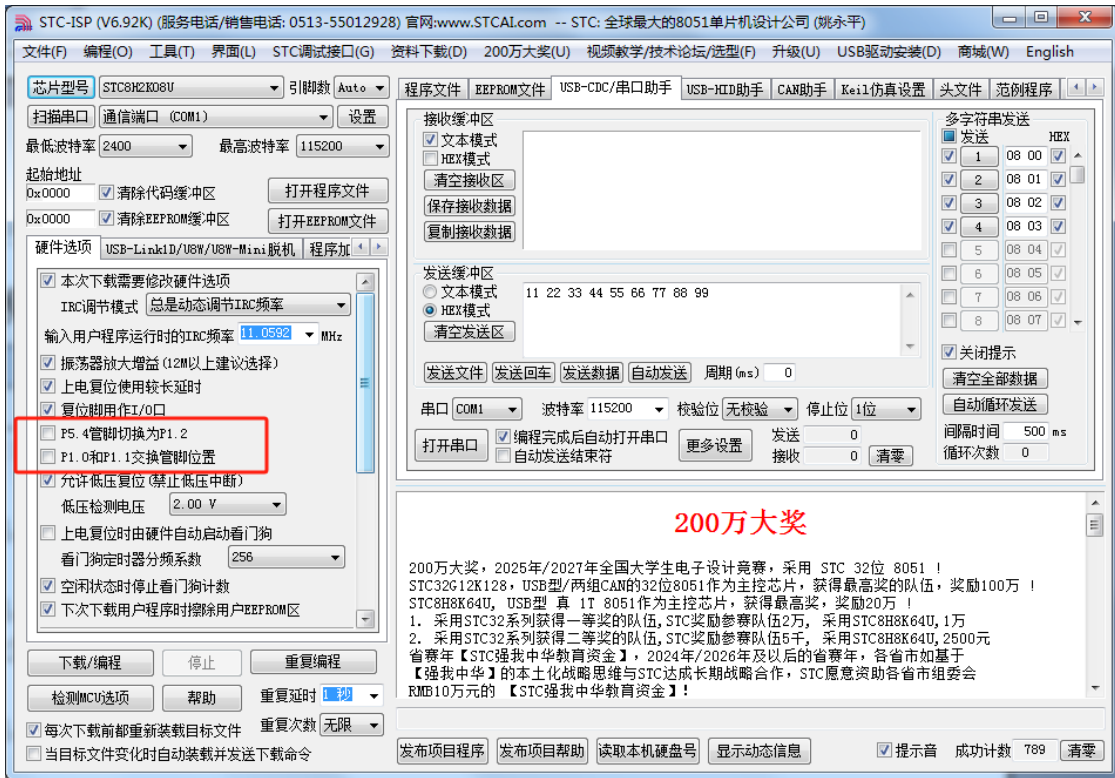 STC-ISP (V6.92K) (服务电话/销售电话: 0513-55012928) 官网:www.STCAI.com -- STC: 全球最大的8051单片机设计公司 (姚永平)
文件(F) 编程(O) 工具(T) 界面(L) STC调试接口(G) 资料下载(D) 200万大奖(U) 视频教学/技术论坛/选型(F) 升级(U) USB驱动安装(D) 商城(W) English
芯片型号 STC8H2K08U 引脚数 Auto
扫描串口 通信端口 (COM1) 设置
最低波特率 2400 最高波特率 115200
起始地址
0x0000 清除代码缓冲区 打开程序文件
0x0000 清除EEPROM缓冲区 打开EEPROM文件
硬件选项 USB-Link1D/U8W/U8W-Mini脱机 程序加
本次下载需要修改硬件选项
IRC调节模式 总是动态调节IRC频率
输入用户程序运行时的IRC频率 11.0592 MHz
振荡器放大增益(12M以上建议选择)
上电复位使用较长延时
复位脚用作I/O口
P5.4管脚切换为P1.2
P1.0和P1.1交换管脚位置
允许低压复位(禁止低压中断)
低压检测电压 2.00 V
上电复位时由硬件自动启动看门狗
看门狗定时器分频系数 256
空闲状态时停止看门狗计数
下次下载用户程序时擦除用户EEPROM区
下载/编程 停止 重复编程
检测MCU选项 帮助 重复延时 1 秒
每次下载前都重新装载目标文件 重复次数 无限
当目标文件变化时自动装载并发送下载命令
程序文件 EEPROM文件 USB-CDC/串口助手 USB-HID助手 CAN助手 Keil仿真设置 头文件 范例程序
接收缓冲区
文本模式
HEX模式
清空接收区
保存接收数据
复制接收数据
发送缓冲区
文本模式 11 22 33 44 55 66 77 88 99
HEX模式
清空发送区
发送文件 发送回车 发送数据 自动发送 周期(ms) 0
串口 COM1 波特率 115200 校验位 无校验 停止位 1位
打开串口 编程完成后自动打开串口 更多设置 发送 0
自动发送结束符 接收 0 清零
多字符串发送
发送 HEX
1 08 00
2 08 01
3 08 02
4 08 03
5 08 04
6 08 05
7 08 06
8 08 07
关闭提示
清空全部数据
自动循环发送
间隔时间 500 ms
循环次数 0
200万大奖
200万大奖，2025年/2027年全国大学生电子设计竞赛，采用 STC 32位 8051 !
STC32G12K128，USB型/两组CAN的32位8051作为主控芯片，获得最高奖的队伍，奖励100万 !
STC8H8K64U, USB型 真 1T 8051作为主控芯片，获得最高奖，奖励20万 !
1. 采用STC32系列获得一等奖的队伍,STC奖励参赛队伍2万, 采用STC8H8K64U,1万
2. 采用STC32系列获得二等奖的队伍,STC奖励参赛队伍5千, 采用STC8H8K64U,2500元
省赛年【STC强我中华教育资金】，2024年/2026年及以后的省赛年，各省市如基于
【强我中华】的本土化战略思维与STC达成长期战略合作，STC愿意资助各省市组委会
RMB10万元的 【STC强我中华教育资金】!
发布项目程序 发布项目帮助 读取本机硬盘号 显示动态信息 提示音 成功计数 789 清零